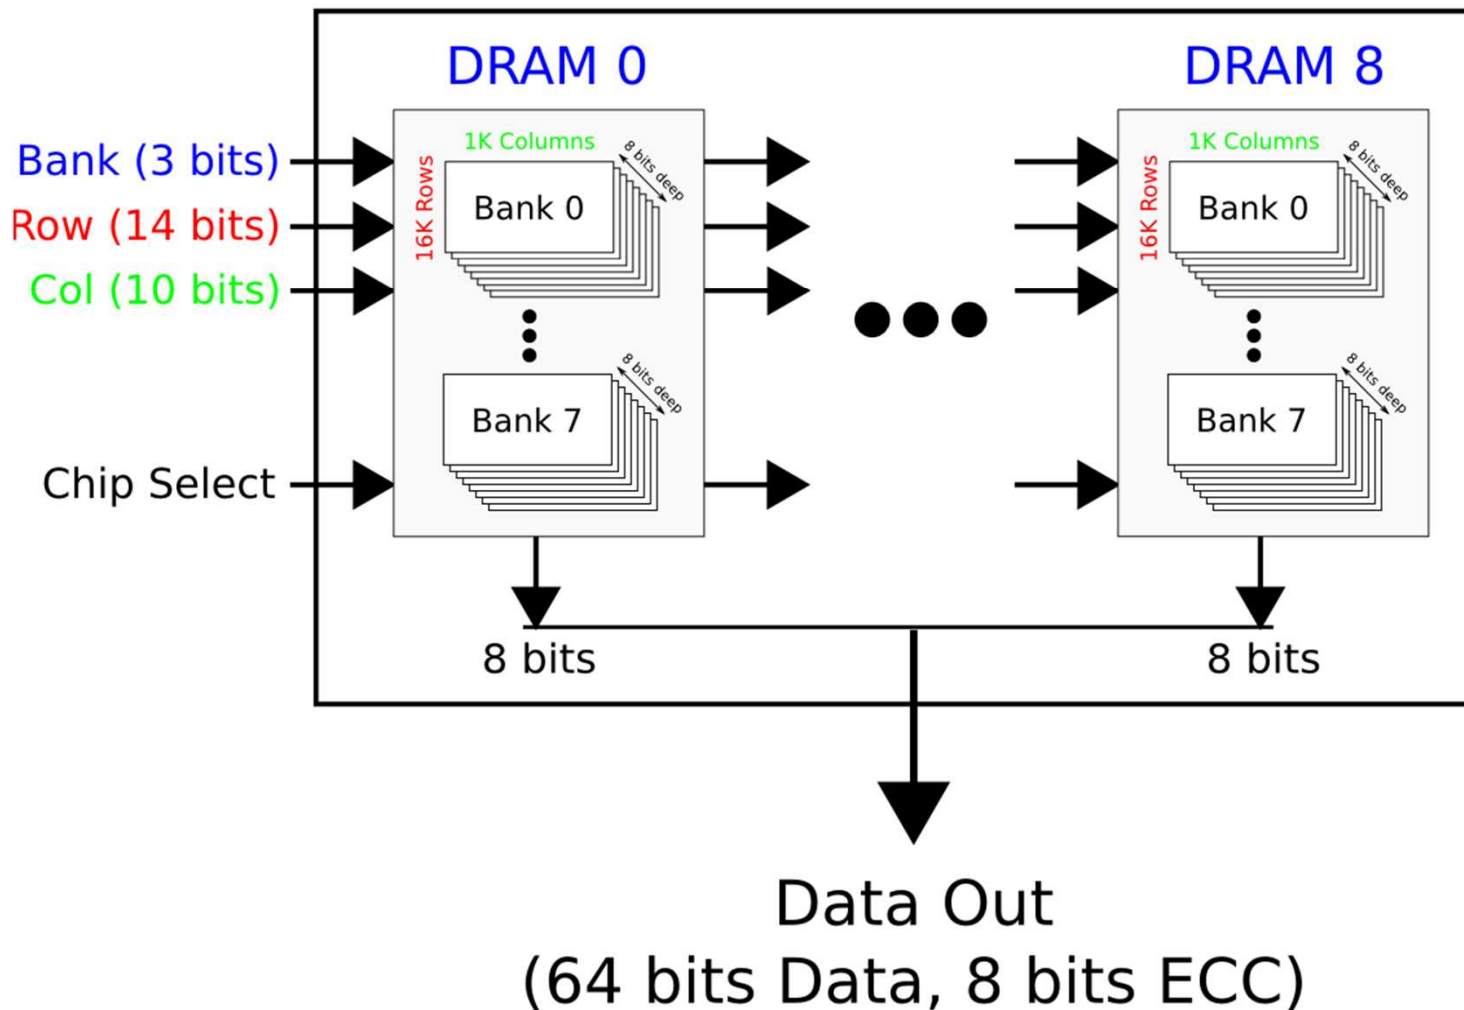 DRAM 0
DRAM 8
Bank (3 bits)
Row (14 bits)
Col (10 bits)
Chip Select
1K Columns
16K Rows
8 bits deep
Bank 0
8 bits deep
Bank 7
1K Columns
16K Rows
8 bits deep
Bank 0
8 bits deep
Bank 7
8 bits
8 bits
Data Out
(64 bits Data, 8 bits ECC)